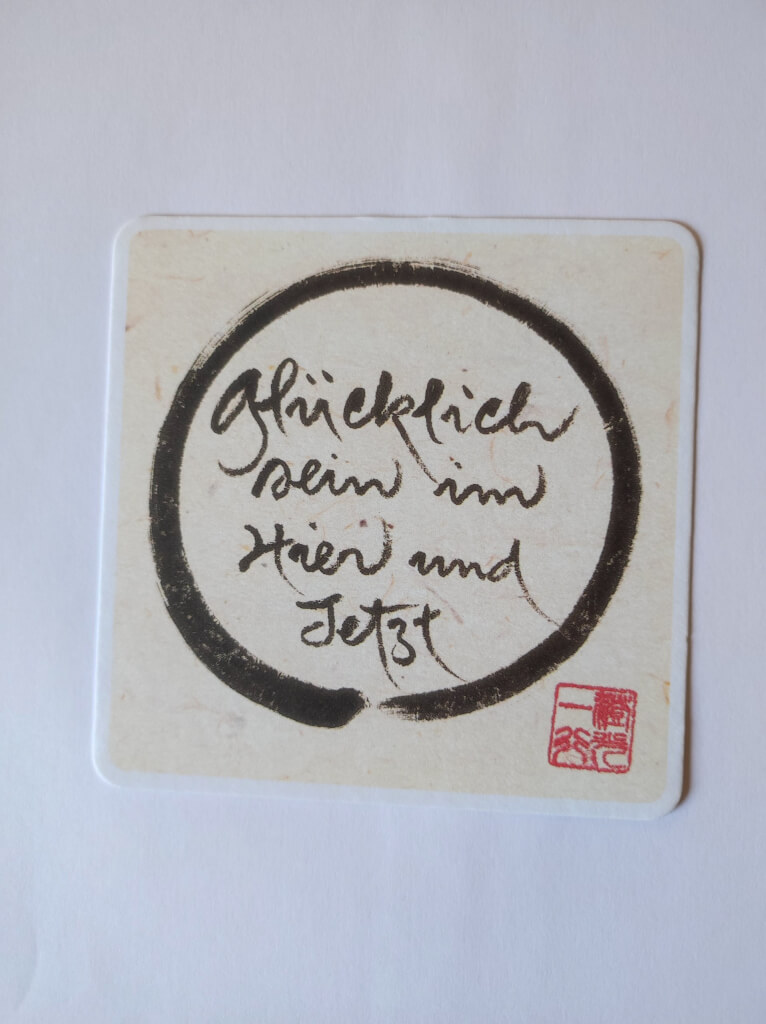 glücklich
sein im
Hier und
Jetzt